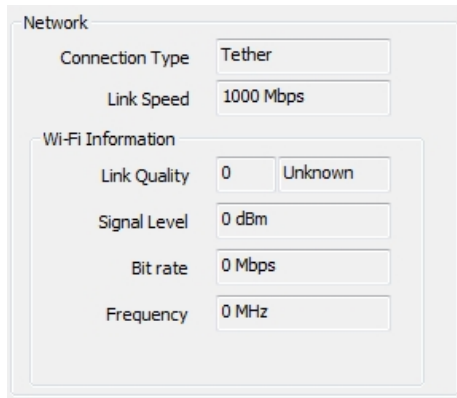 Network
Connection Type Tether
Link Speed 1000 Mbps
Wi-Fi Information
Link Quality 0 Unknown
Signal Level 0 dBm
Bit rate 0 Mbps
Frequency 0 MHz